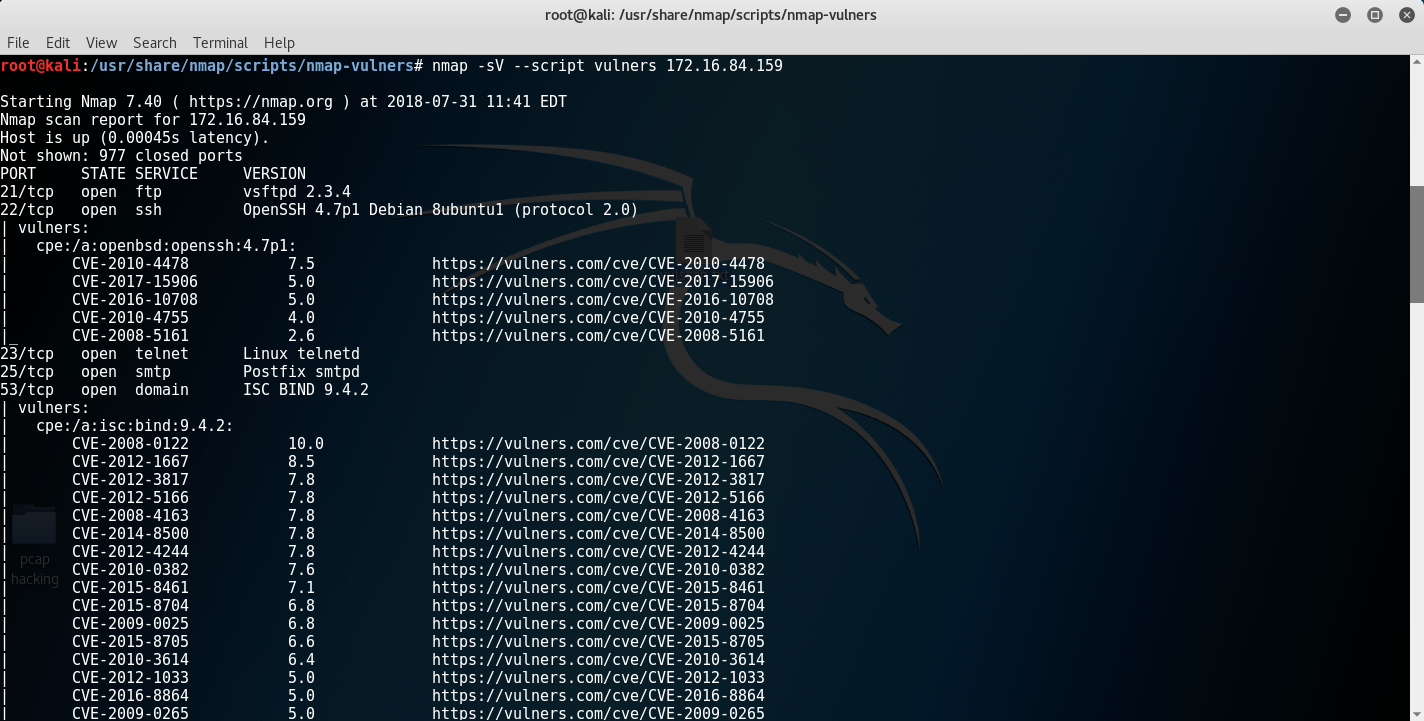 root@kali: /usr/share/nmap/scripts/nmap-vulners
File Edit View Search Terminal Help
root@kali:/usr/share/nmap/scripts/nmap-vulners# nmap -sV --script vulners 172.16.84.159
Starting Nmap 7.40 ( https://nmap.org ) at 2018-07-31 11:41 EDT
Nmap scan report for 172.16.84.159
Host is up (0.00045s latency).
Not shown: 977 closed ports
PORT     STATE SERVICE     VERSION
21/tcp   open  ftp         vsftpd 2.3.4
22/tcp   open  ssh         OpenSSH 4.7p1 Debian 8ubuntu1 (protocol 2.0)
| vulners:
|   cpe:/a:openbsd:openssh:4.7p1:
|       CVE-2010-4478           7.5             https://vulners.com/cve/CVE-2010-4478
|       CVE-2017-15906          5.0             https://vulners.com/cve/CVE-2017-15906
|       CVE-2016-10708          5.0             https://vulners.com/cve/CVE-2016-10708
|       CVE-2010-4755           4.0             https://vulners.com/cve/CVE-2010-4755
|_      CVE-2008-5161           2.6             https://vulners.com/cve/CVE-2008-5161
23/tcp   open  telnet      Linux telnetd
25/tcp   open  smtp        Postfix smtpd
53/tcp   open  domain      ISC BIND 9.4.2
| vulners:
|   cpe:/a:isc:bind:9.4.2:
|       CVE-2008-0122           10.0            https://vulners.com/cve/CVE-2008-0122
|       CVE-2012-1667           8.5             https://vulners.com/cve/CVE-2012-1667
|       CVE-2012-3817           7.8             https://vulners.com/cve/CVE-2012-3817
|       CVE-2012-5166           7.8             https://vulners.com/cve/CVE-2012-5166
|       CVE-2008-4163           7.8             https://vulners.com/cve/CVE-2008-4163
|       CVE-2014-8500           7.8             https://vulners.com/cve/CVE-2014-8500
|       CVE-2012-4244           7.8             https://vulners.com/cve/CVE-2012-4244
|       CVE-2010-0382           7.6             https://vulners.com/cve/CVE-2010-0382
|       CVE-2015-8461           7.1             https://vulners.com/cve/CVE-2015-8461
|       CVE-2015-8704           6.8             https://vulners.com/cve/CVE-2015-8704
|       CVE-2009-0025           6.8             https://vulners.com/cve/CVE-2009-0025
|       CVE-2015-8705           6.6             https://vulners.com/cve/CVE-2015-8705
|       CVE-2010-3614           6.4             https://vulners.com/cve/CVE-2010-3614
|       CVE-2012-1033           5.0             https://vulners.com/cve/CVE-2012-1033
|       CVE-2016-8864           5.0             https://vulners.com/cve/CVE-2016-8864
|       CVE-2009-0265           5.0             https://vulners.com/cve/CVE-2009-0265
pcap
hacking